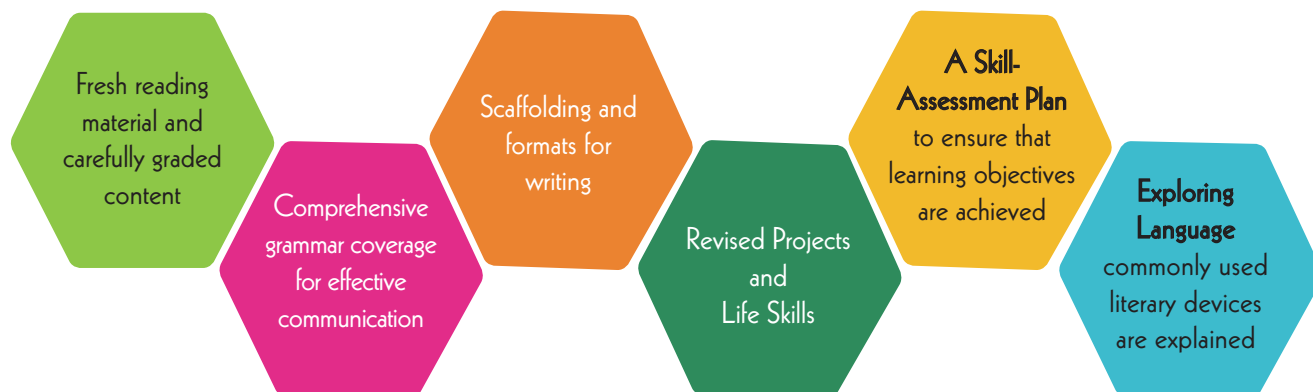 Fresh reading
material and
carefully graded
content
Comprehensive
grammar coverage
for effective
communication
Scaffolding and
formats for
writing
Revised Projects
and
Life Skills
A Skill-
Assessment Plan
to ensure that
learning objectives
are achieved
Exploring
Language
commonly used
literary devices
are explained